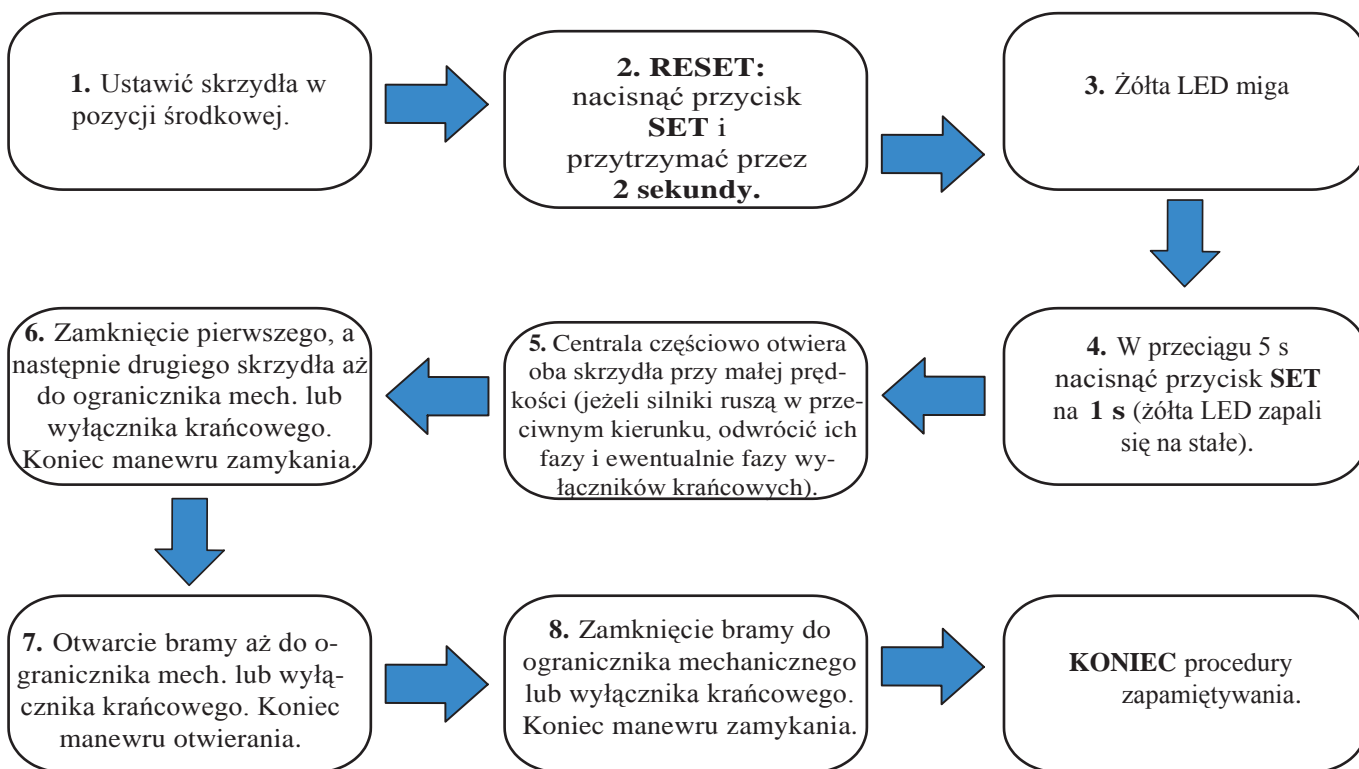 1. Ustawić skrzydła w
pozycji środkowej.
2. RESET:
nacisnąć przycisk
SET i
przytrzymać przez
2 sekundy.
3. Żółta LED miga
4. W przeciągu 5 s
nacisnąć przycisk SET
na 1 s (żółta LED zapali
się na stałe).
5. Centrala częściowo otwiera
oba skrzydła przy małej pręd-
kości (jeżeli silniki ruszą w prze-
ciwnym kierunku, odwrócić ich
fazy i ewentualnie fazy wy-
łączników krańcowych).
6. Zamknięcie pierwszego, a
następnie drugiego skrzydła aż
do ogranicznika mech. lub
wyłącznika krańcowego.
Koniec manewru zamykania.
7. Otwarcie bramy aż do o-
granicznika mech. lub wyłą-
cznika krańcowego. Koniec
manewru otwierania.
8. Zamknięcie bramy do
ogranicznika mechanicznego
lub wyłącznika krańcowego.
Koniec manewru zamykania.
KONIEC procedury
zapamiętywania.